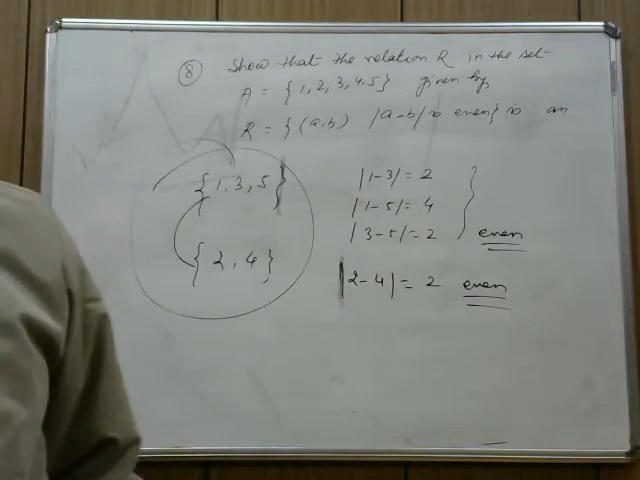 ⑧ Show that the relation R in the set
A = {1, 2, 3, 4, 5} given by
R = {(a, b) |a-b| is even} is an
{1, 3, 5}
|1-3| = 2
|1-5| = 4
|3-5| = 2 even
{2, 4}
|2-4| = 2 even